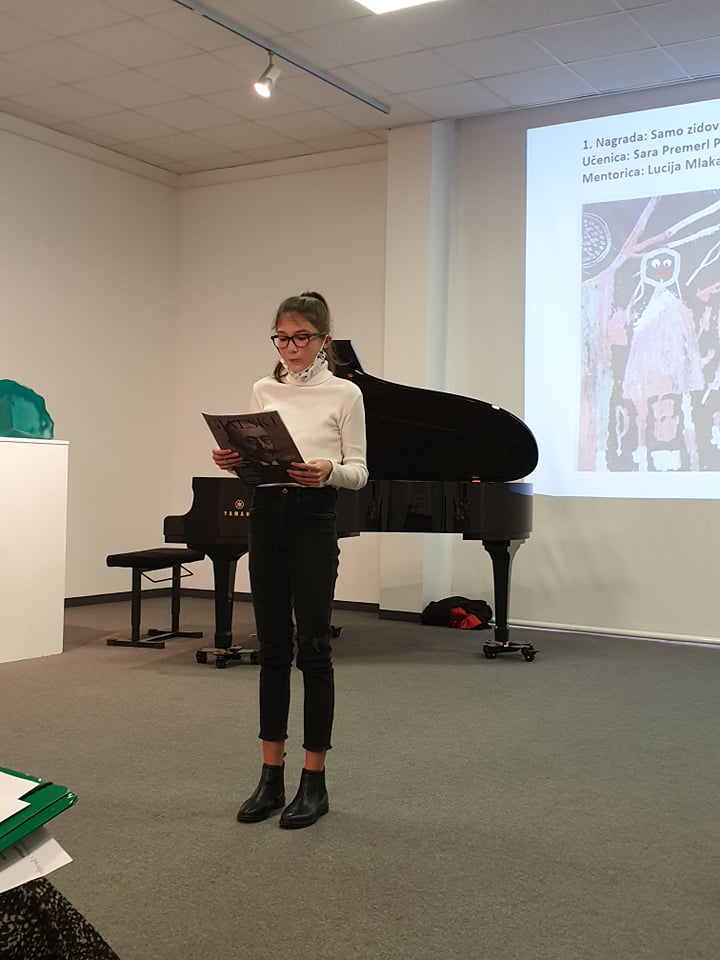 1. Nagrada: Samo zidov
Učenica: Sara Premerl P
Mentorica: Lucija Mlaka
YAMAHA